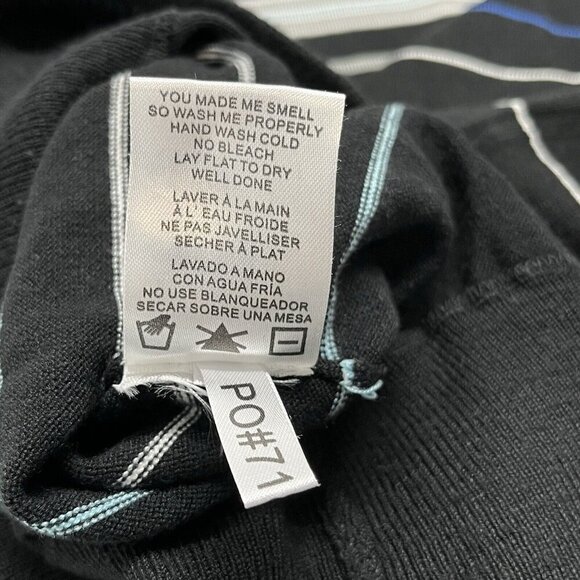 YOU MADE ME SMELL
SO WASH ME PROPERLY
HAND WASH COLD
NO BLEACH
LAY FLAT TO DRY
WELL DONE
LAVER À LA MAIN
À L' EAU FROIDE
NE PAS JAVELLISER
SECHER À PLAT
LAVADO A MANO
CON AGUA FRÍA
NO USE BLANQUEADOR
SECAR SOBRE UNA MESA
PO#71